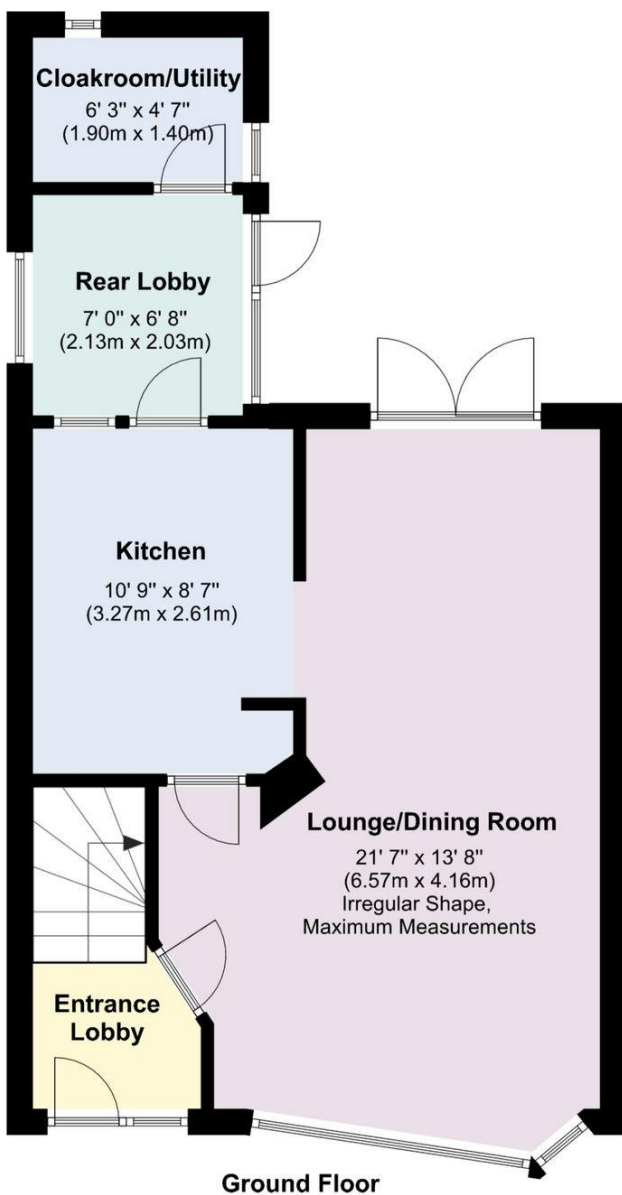 Cloakroom/Utility
6' 3" x 4' 7"
(1.90m x 1.40m)
Rear Lobby
7' 0" x 6' 8"
(2.13m x 2.03m)
Kitchen
10' 9" x 8' 7"
(3.27m x 2.61m)
Lounge/Dining Room
21' 7" x 13' 8"
(6.57m x 4.16m)
Irregular Shape,
Maximum Measurements
Entrance
Lobby
Ground Floor